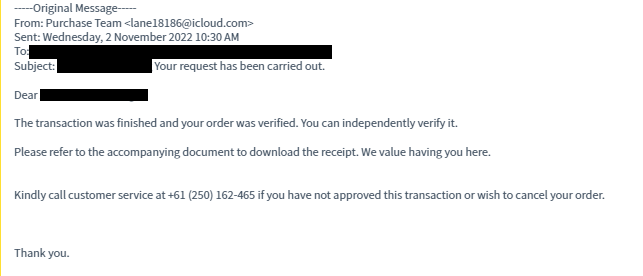 -----Original Message-----
From: Purchase Team <lane18186@icloud.com>
Sent: Wednesday, 2 November 2022 10:30 AM
To:
Subject: Your request has been carried out.
Dear
The transaction was finished and your order was verified. You can independently verify it.
Please refer to the accompanying document to download the receipt. We value having you here.
Kindly call customer service at +61 (250) 162-465 if you have not approved this transaction or wish to cancel your order.
Thank you.